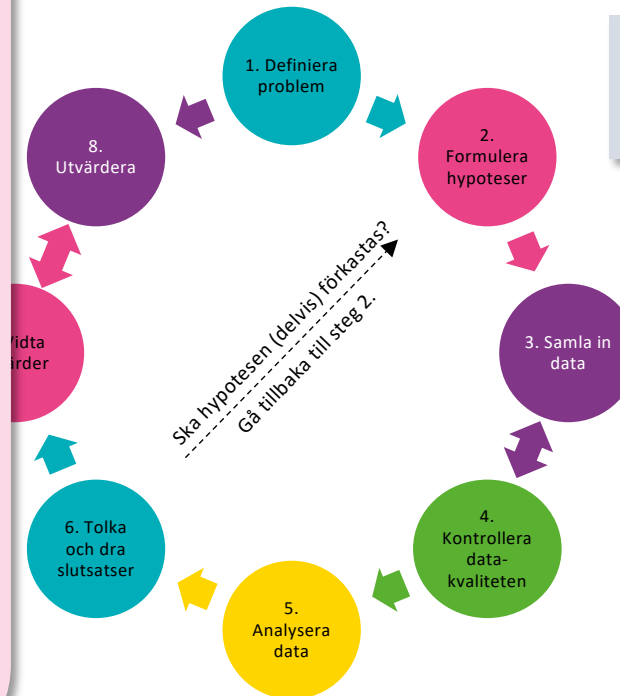 1. Definiera
problem
2.
Formulera
hypoteser
3. Samla in
data
4.
Kontrollera
data-
kvaliteten
5.
Analysera
data
6. Tolka
och dra
slutsatser
8.
Utvärdera
Ska hypotesen (delvis) förkastas?
Gå tillbaka till steg 2.